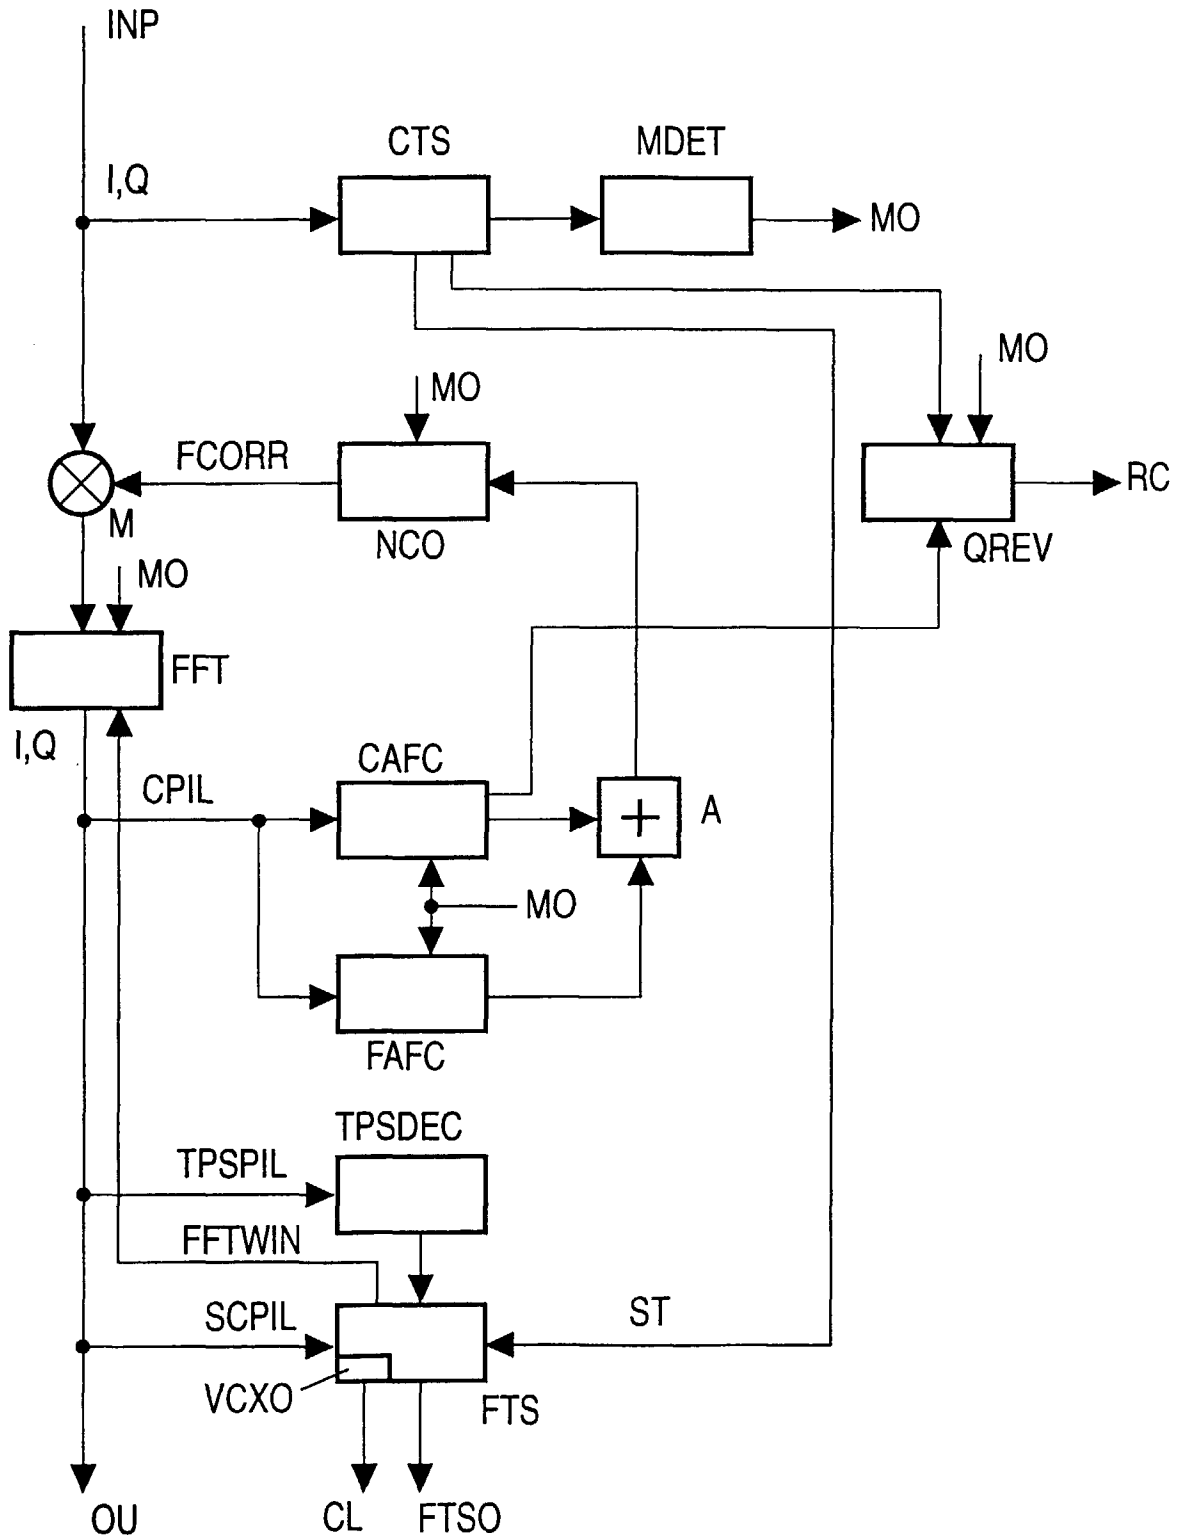 INP
CTS
MDET
I,Q
MO
MO
MO
FCORR
RC
M
NCO
QREV
MO
FFT
I,Q
CAFC
CPIL
+
A
MO
FAFC
TPSDEC
TPSPIL
FFTWIN
SCPIL
ST
VCXO
FTS
OU
CL
FTSO